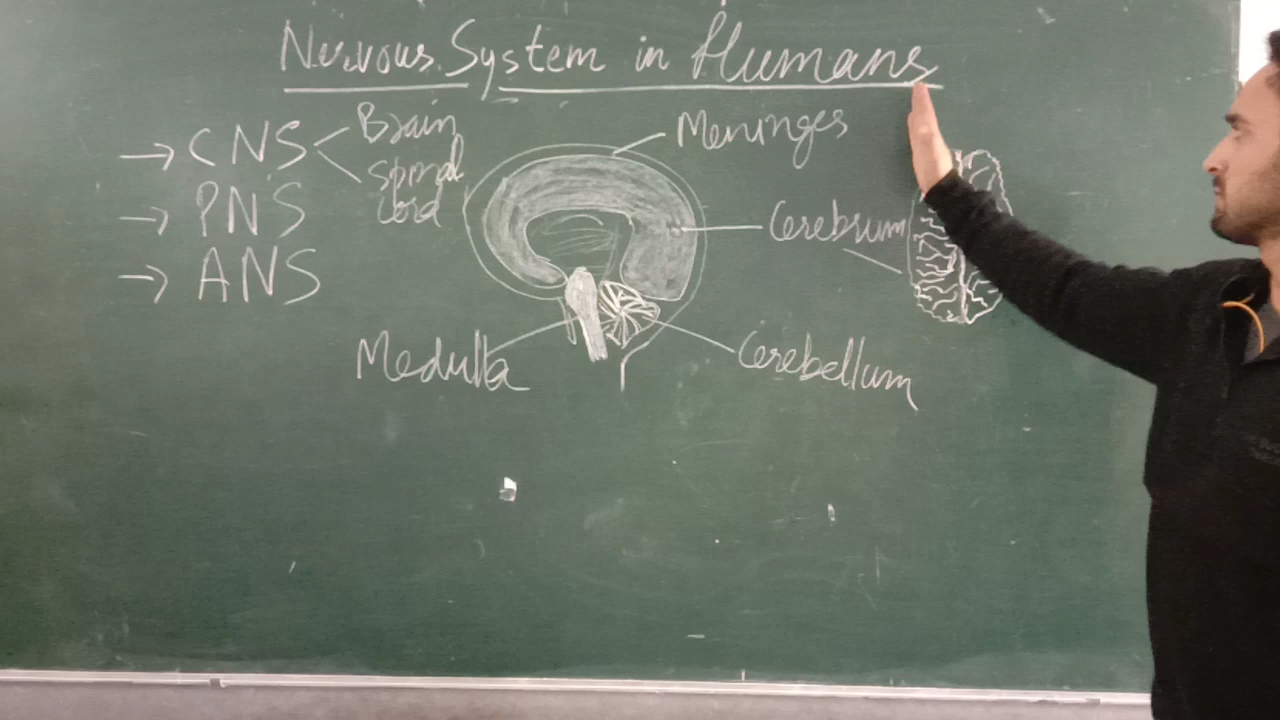 Nervous System in Humans
→ CNS
Brain
Spinal
Cord
→ PNS
→ ANS
Meninges
Cerebrum
Medulla
Cerebellum